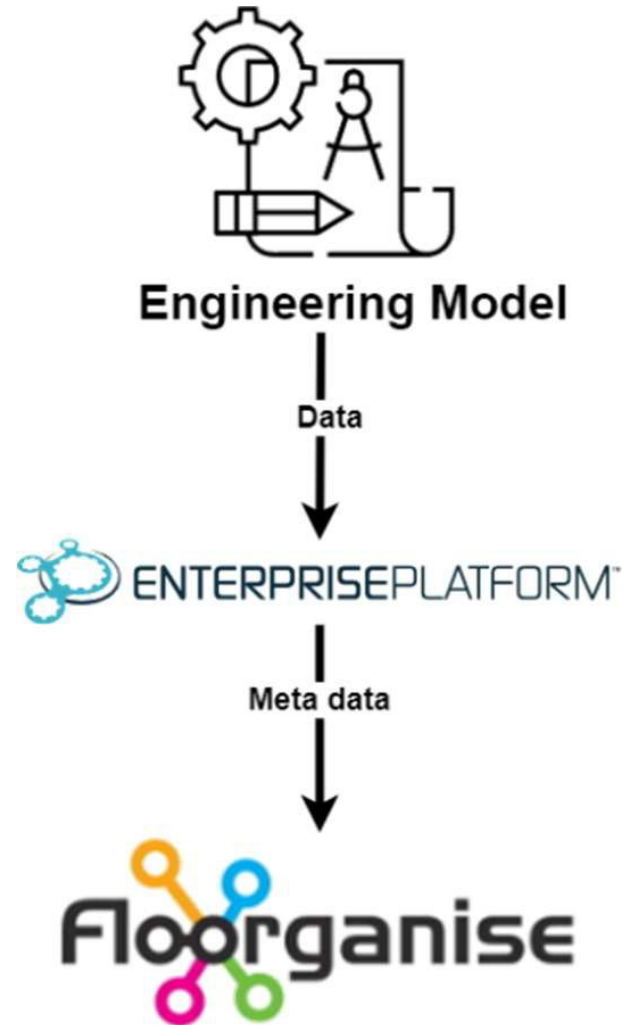 Engineering Model
Data
ENTERPRISEPLATFORM™
Meta data
Floorganise